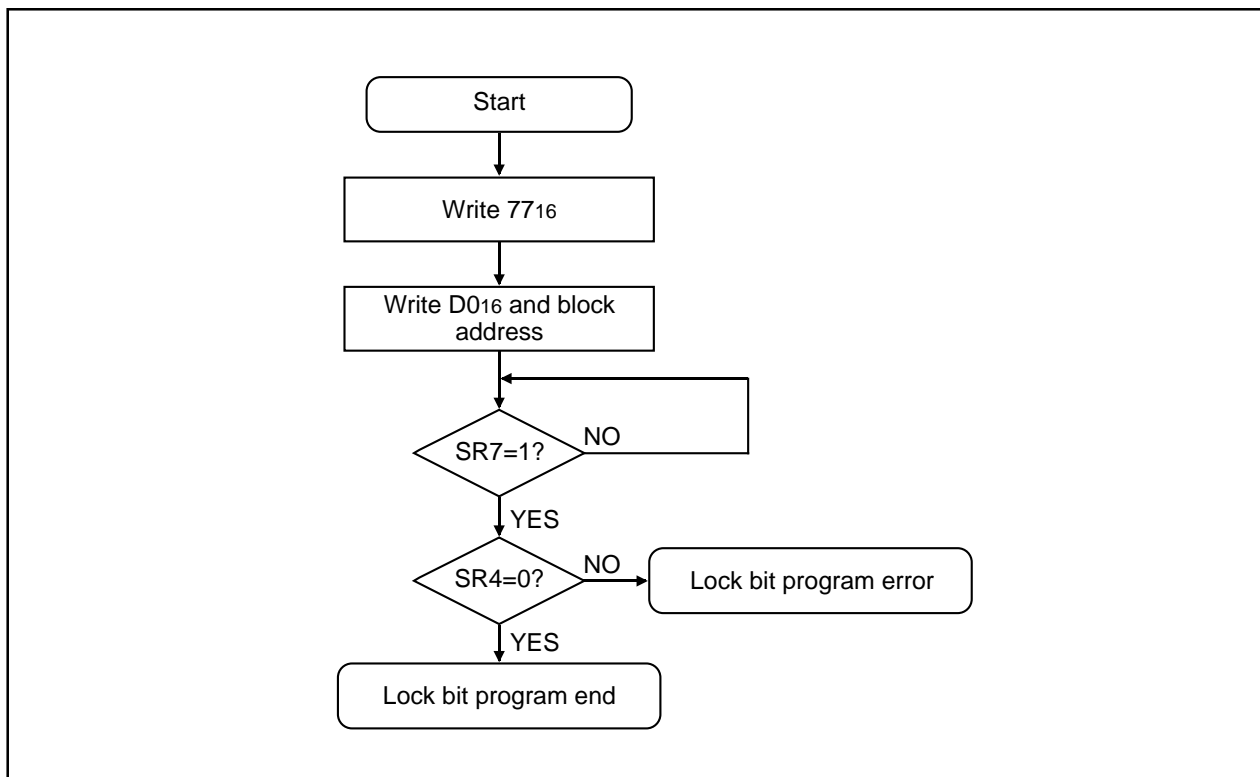 Start
Write 7716
Write D016 and block
address
SR7=1?
NO
YES
SR4=0?
NO
Lock bit program error
YES
Lock bit program end